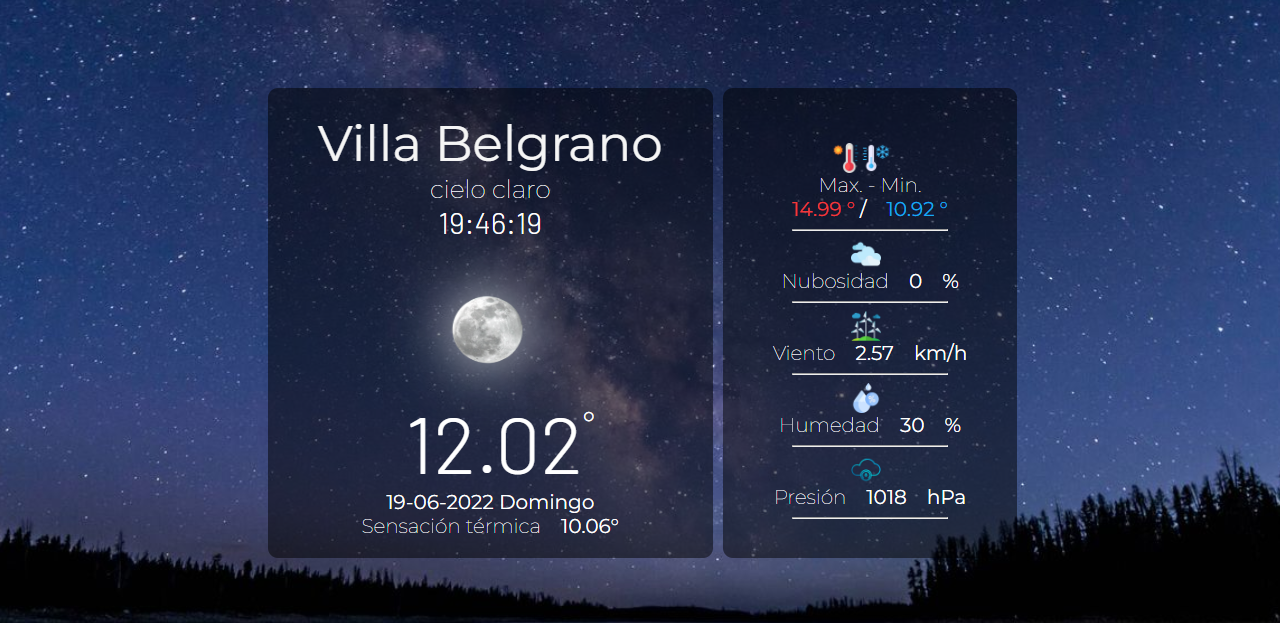 Villa Belgrano
cielo claro
19:46:19
12.02°
19-06-2022 Domingo
Sensación térmica 10.06º
Max. - Min.
14.99 º / 10.92 º
Nubosidad 0 %
Viento 2.57 km/h
Humedad 30 %
Presión 1018 hPa